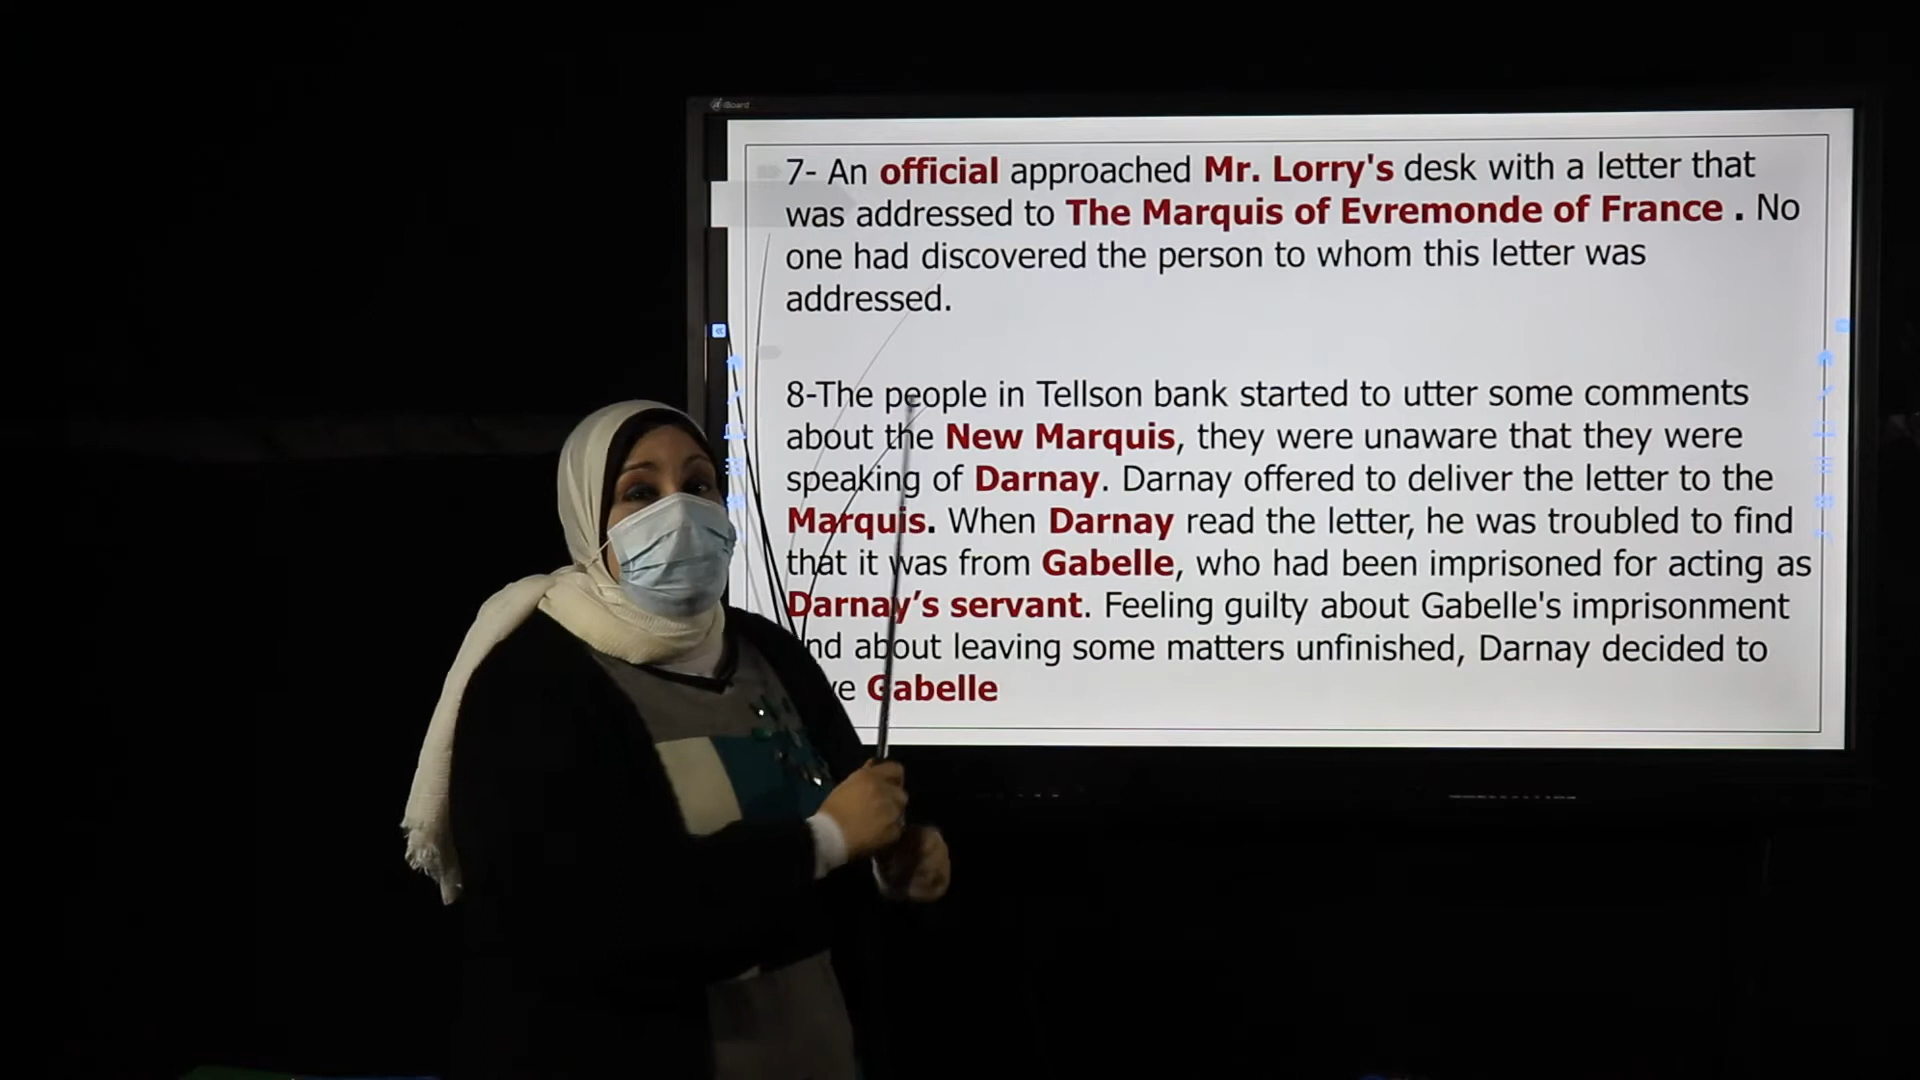 iBoard
7- An official approached Mr. Lorry's desk with a letter that
was addressed to The Marquis of Evremonde of France . No
one had discovered the person to whom this letter was
addressed.
8-The people in Tellson bank started to utter some comments
about the New Marquis, they were unaware that they were
speaking of Darnay. Darnay offered to deliver the letter to the
Marquis. When Darnay read the letter, he was troubled to find
that it was from Gabelle, who had been imprisoned for acting as
Darnay’s servant. Feeling guilty about Gabelle's imprisonment
about leaving some matters unfinished, Darnay decided to
Gabelle